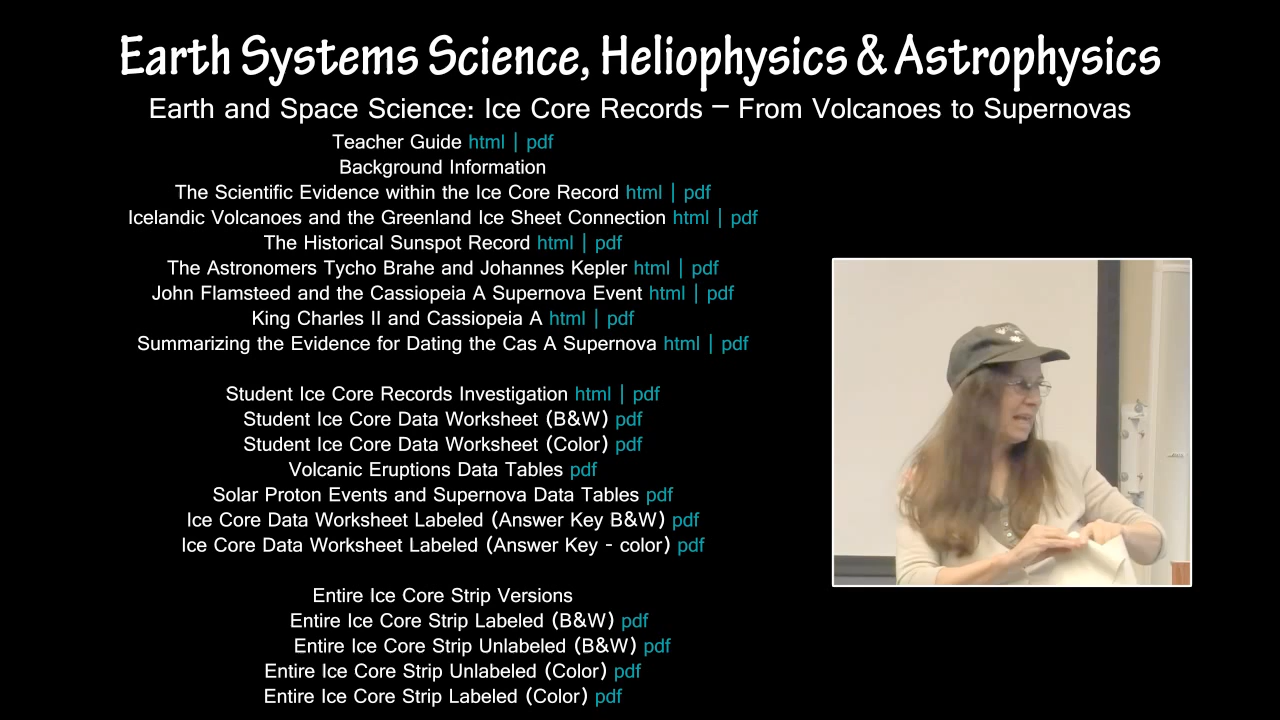 Earth Systems Science, Heliophysics & Astrophysics
Earth and Space Science: Ice Core Records – From Volcanoes to Supernovas
Teacher Guide html | pdf
Background Information
The Scientific Evidence within the Ice Core Record html | pdf
Icelandic Volcanoes and the Greenland Ice Sheet Connection html | pdf
The Historical Sunspot Record html | pdf
The Astronomers Tycho Brahe and Johannes Kepler html | pdf
John Flamsteed and the Cassiopeia A Supernova Event html | pdf
King Charles II and Cassiopeia A html | pdf
Summarizing the Evidence for Dating the Cas A Supernova html | pdf
Student Ice Core Records Investigation html | pdf
Student Ice Core Data Worksheet (B&W) pdf
Student Ice Core Data Worksheet (Color) pdf
Volcanic Eruptions Data Tables pdf
Solar Proton Events and Supernova Data Tables pdf
Ice Core Data Worksheet Labeled (Answer Key B&W) pdf
Ice Core Data Worksheet Labeled (Answer Key - color) pdf
Entire Ice Core Strip Versions
Entire Ice Core Strip Labeled (B&W) pdf
Entire Ice Core Strip Unlabeled (B&W) pdf
Entire Ice Core Strip Unlabeled (Color) pdf
Entire Ice Core Strip Labeled (Color) pdf